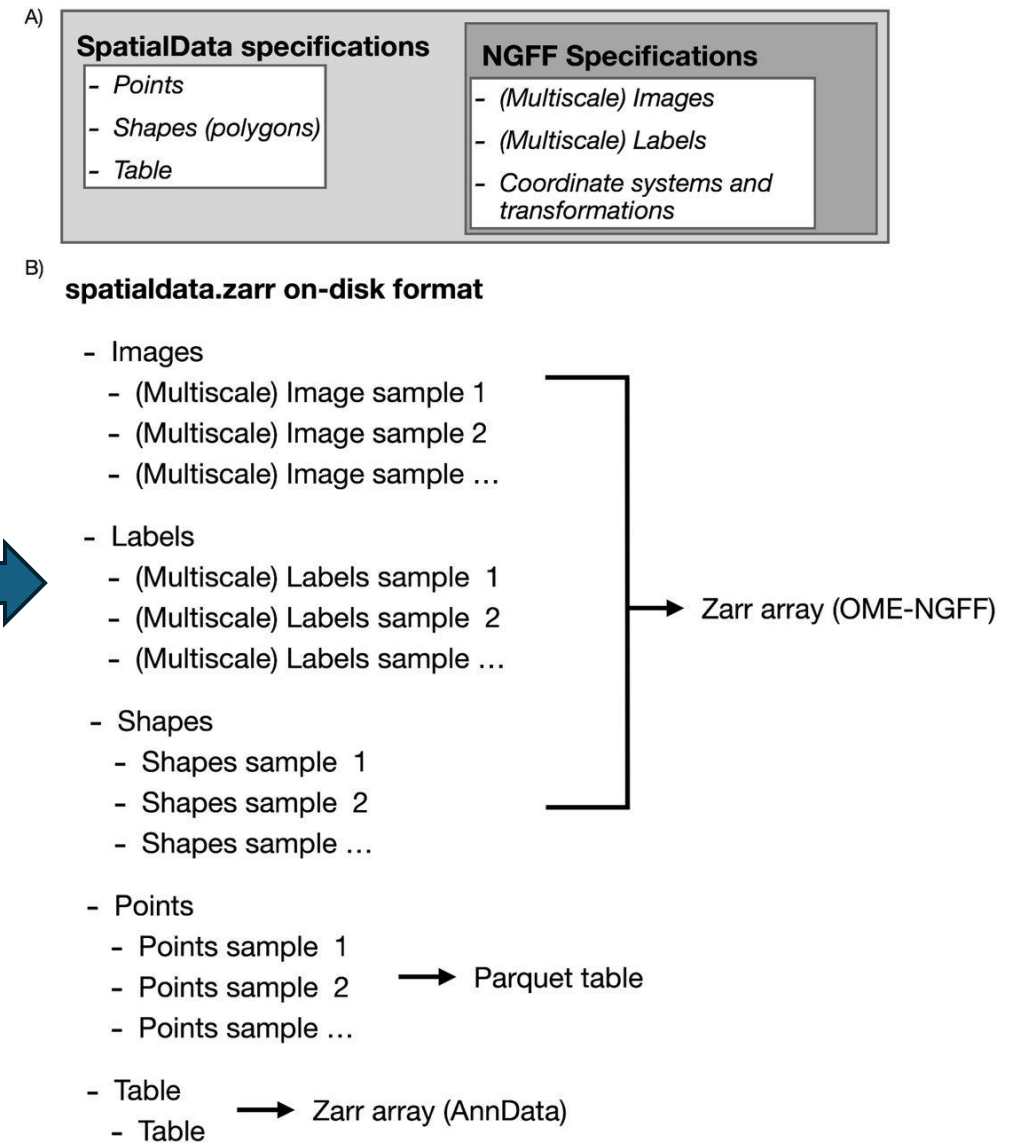 A)
SpatialData specifications
- Points
- Shapes (polygons)
- Table
NGFF Specifications
- (Multiscale) Images
- (Multiscale) Labels
- Coordinate systems and
transformations
B)
spatialdata.zarr on-disk format
- Images
- (Multiscale) Image sample 1
- (Multiscale) Image sample 2
- (Multiscale) Image sample ...
- Labels
- (Multiscale) Labels sample 1
- (Multiscale) Labels sample 2
- (Multiscale) Labels sample ...
- Shapes
- Shapes sample 1
- Shapes sample 2
- Shapes sample ...
Zarr array (OME-NGFF)
- Points
- Points sample 1
- Points sample 2
- Points sample ...
Parquet table
- Table
- Table
Zarr array (AnnData)